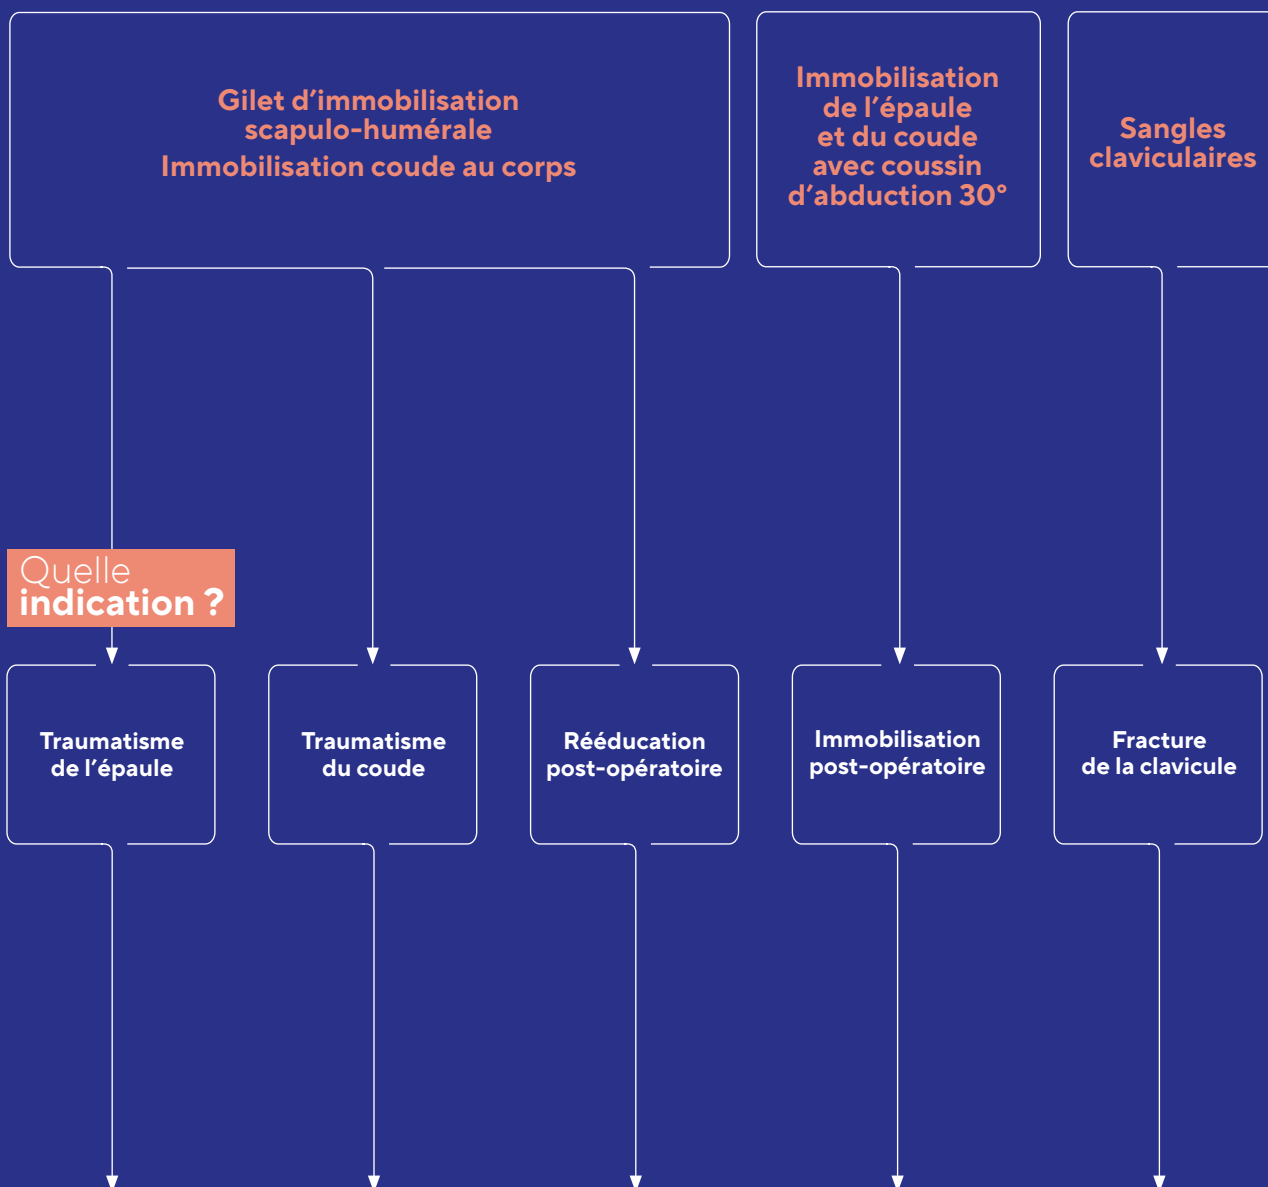 Gilet d'immobilisation
scapulo-humérale
Immobilisation coude au corps
Immobilisation
de l'épaule
et du coude
avec coussin
d'abduction 30°
Sangles
claviculaires
Quelle
indication ?
Traumatisme
de l'épaule
Traumatisme
du coude
Rééducation
post-opératoire
Immobilisation
post-opératoire
Fracture
de la clavicule